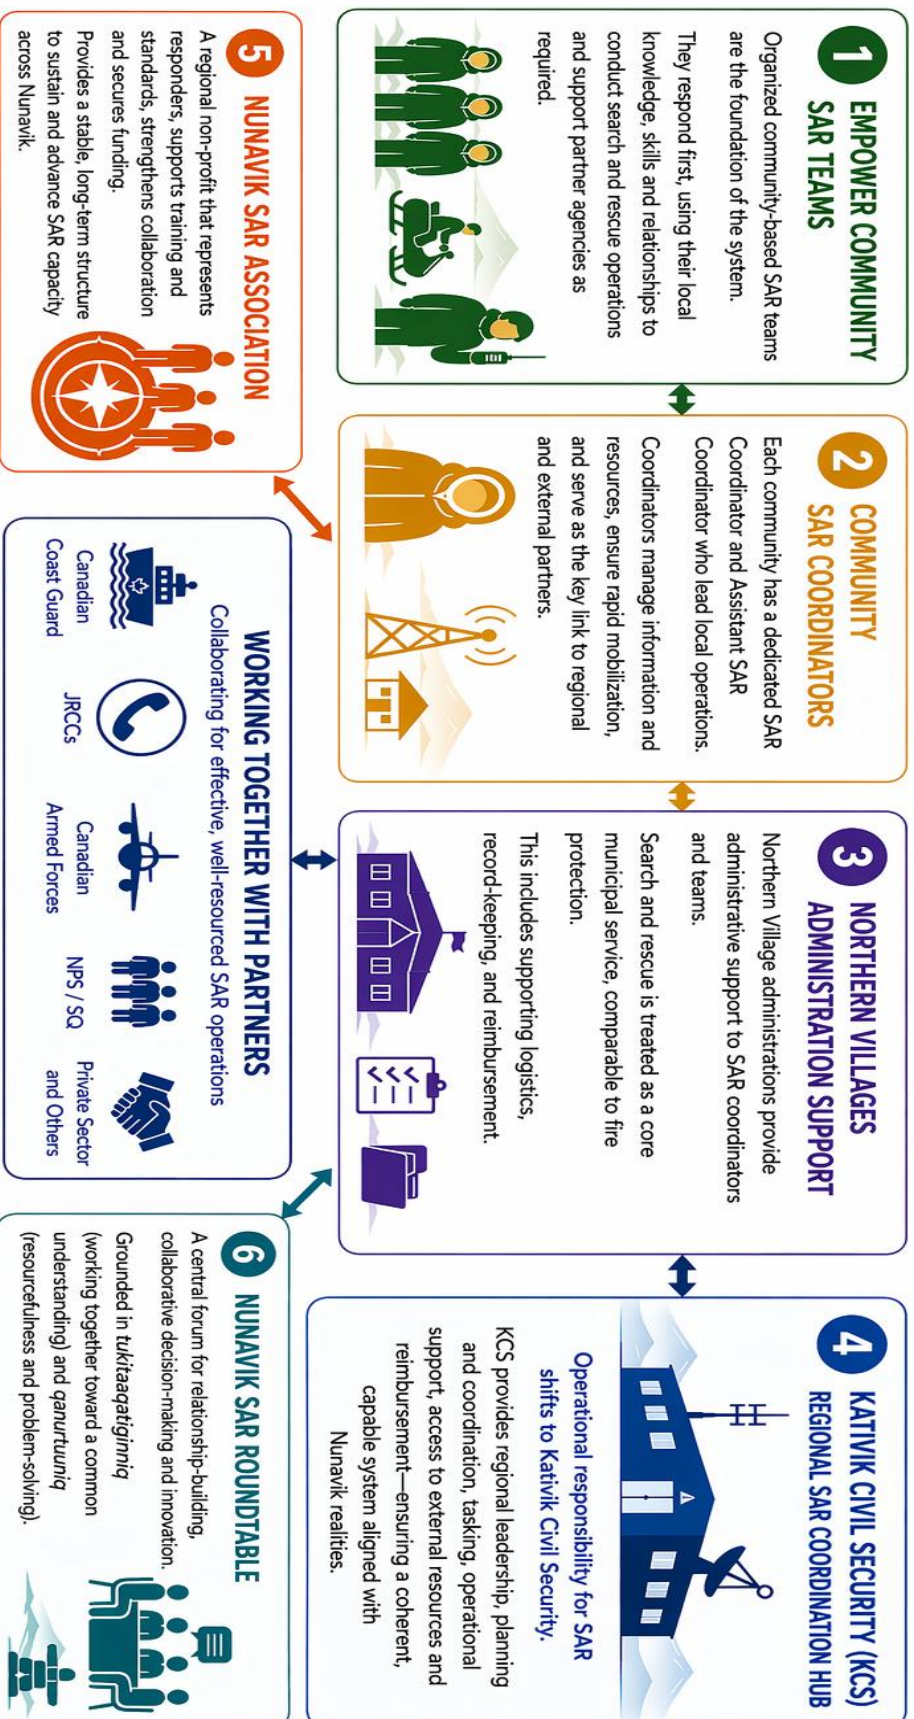 1
EMPOWER COMMUNITY
SAR TEAMS
Organized community-based SAR teams
are the foundation of the system.
They respond first, using their local
knowledge, skills and relationships to
conduct search and rescue operations
and support partner agencies as
required.
2
COMMUNITY
SAR COORDINATORS
Each community has a dedicated SAR
Coordinator and Assistant SAR
Coordinator who lead local operations.
Coordinators manage information and
resources, ensure rapid mobilization,
and serve as the key link to regional
and external partners.
3
NORTHERN VILLAGES
ADMINISTRATION SUPPORT
Northern Village administrations provide
administrative support to SAR coordinators
and teams.
Search and rescue is treated as a core
municipal service, comparable to fire
protection.
This includes supporting logistics,
record-keeping, and reimbursement.
4
KATIVIK CIVIL SECURITY (KCS)
REGIONAL SAR COORDINATION HUB
Operational responsibility for SAR
shifts to Kativik Civil Security.
KCS provides regional leadership, planning
and coordination, tasking, operational
support, access to external resources and
reimbursement—ensuring a coherent,
capable system aligned with
Nunavik realities.
5
NUNAVIK SAR ASSOCIATION
A regional non-profit that represents
responders, supports training and
standards, strengthens collaboration
and secures funding.
Provides a stable, long-term structure
to sustain and advance SAR capacity
across Nunavik.
WORKING TOGETHER WITH PARTNERS
Collaborating for effective, well-resourced SAR operations
Canadian
Coast Guard
JRCCs
Canadian
Armed Forces
NPS / SQ
Private Sector
and Others
6
NUNAVIK SAR ROUNDTABLE
A central forum for relationship-building,
collaborative decision-making and innovation.
Grounded in tukitaaqatiginniq
(working together toward a common
understanding) and qanurtuuniq
(resourcefulness and problem-solving).